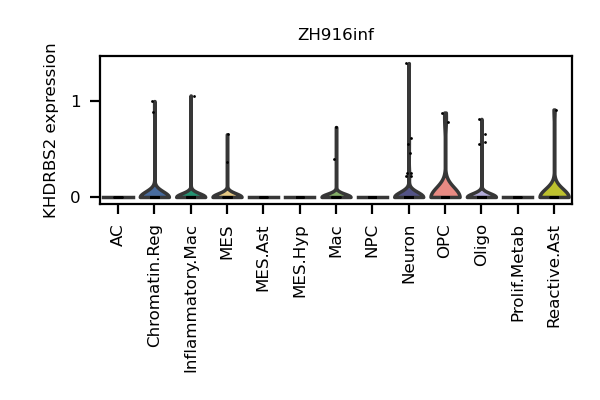 ZH916inf
KHDRBS2 expression
1
0
AC
Chromatin.Reg
Inflammatory.Mac
MES
MES.Ast
MES.Hyp
Mac
NPC
Neuron
OPC
Oligo
Prolif.Metab
Reactive.Ast